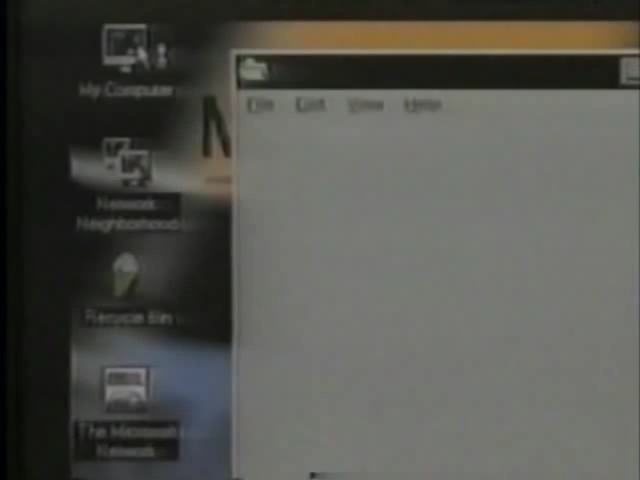 My Computer
N
File Edit View Help
Network
Neighborhood
Recycle Bin
The Microsoft
Network